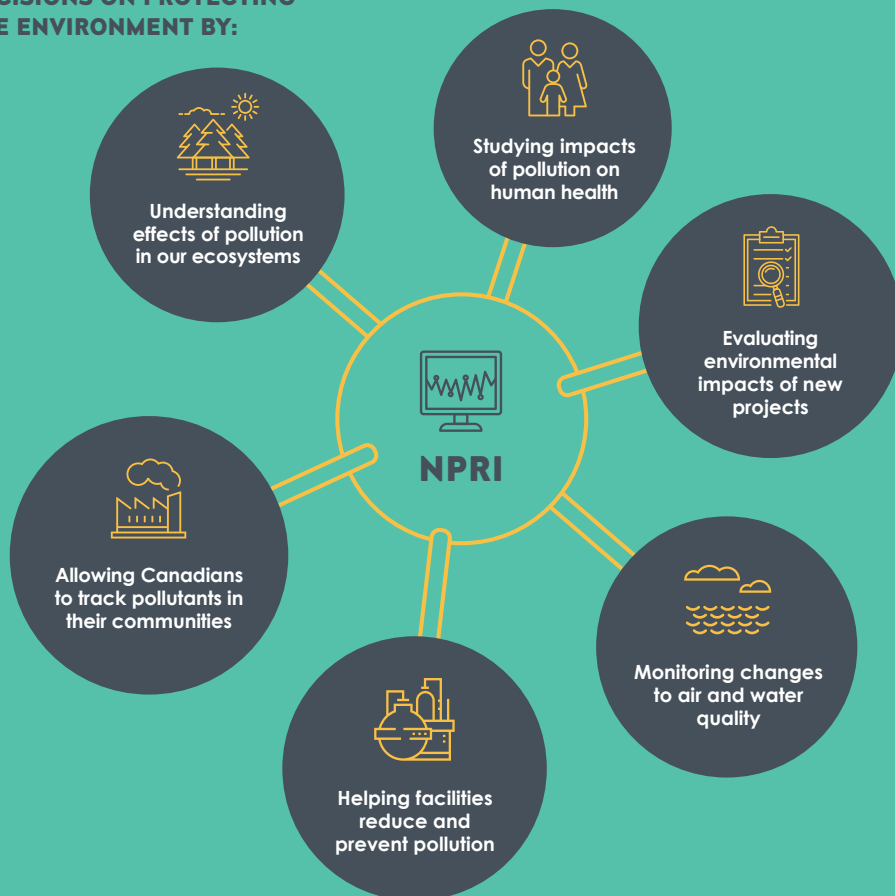 ON PROTECTING
ENVIRONMENT BY:
Studying impacts
of pollution on
human health
Understanding
effects of pollution
in our ecosystems
Evaluating
environmental
impacts of new
projects
NPRI
Allowing Canadians
to track pollutants in
their communities
Monitoring changes
to air and water
quality
Helping facilities
reduce and
prevent pollution